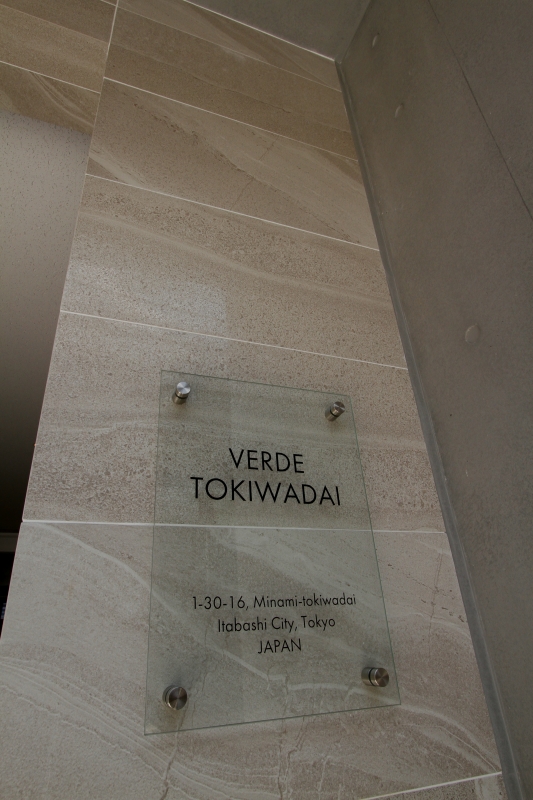 VERDE
TOKIWADAI
1-30-16, Minami-tokiwadai
Itabashi City, Tokyo
JAPAN